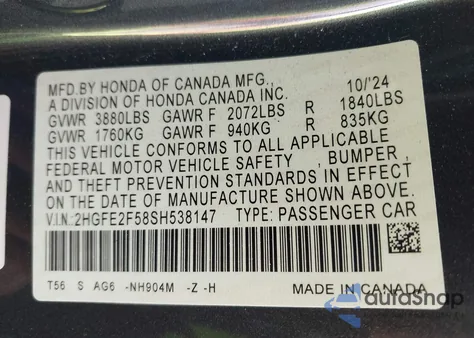 MFD.BY HONDA OF CANADA MFG.,
A DIVISION OF HONDA CANADA INC. 10/'24
GVWR 3880LBS GAWR F 2072LBS R 1840LBS
GVWR 1760KG GAWR F 940KG R 835KG
THIS VEHICLE CONFORMS TO ALL APPLICABLE
FEDERAL MOTOR VEHICLE SAFETY , BUMPER ,
AND THEFT PREVENTION STANDARDS IN EFFECT
ON THE DATE OF MANUFACTURE SHOWN ABOVE.
V.I.N: 2HGFE2F58SH538147 TYPE: PASSENGER CAR
T56 S AG6 -NH904M -Z -H MADE IN CANADA
autoSnap